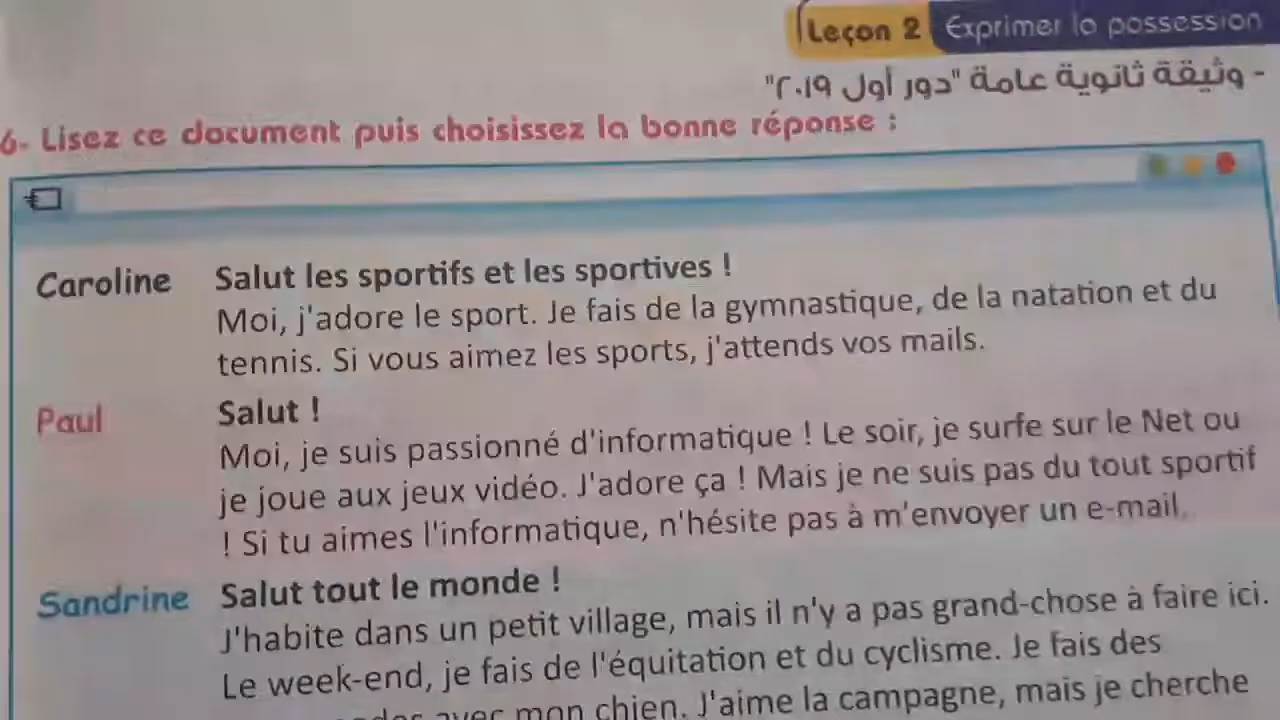 Leçon 2 Exprimer la possession
- وثيقة ثانوية عامة "دور أول ٢٠١٩"
6- Lisez ce document puis choisissez la bonne réponse :
Caroline Salut les sportifs et les sportives !
Moi, j'adore le sport. Je fais de la gymnastique, de la natation et du
tennis. Si vous aimez les sports, j'attends vos mails.
Paul Salut !
Moi, je suis passionné d'informatique ! Le soir, je surfe sur le Net ou
je joue aux jeux vidéo. J'adore ça ! Mais je ne suis pas du tout sportif
! Si tu aimes l'informatique, n'hésite pas à m'envoyer un e-mail.
Sandrine Salut tout le monde !
J'habite dans un petit village, mais il n'y a pas grand-chose à faire ici.
Le week-end, je fais de l'équitation et du cyclisme. Je fais des
avec mon chien. J'aime la campagne, mais je cherche